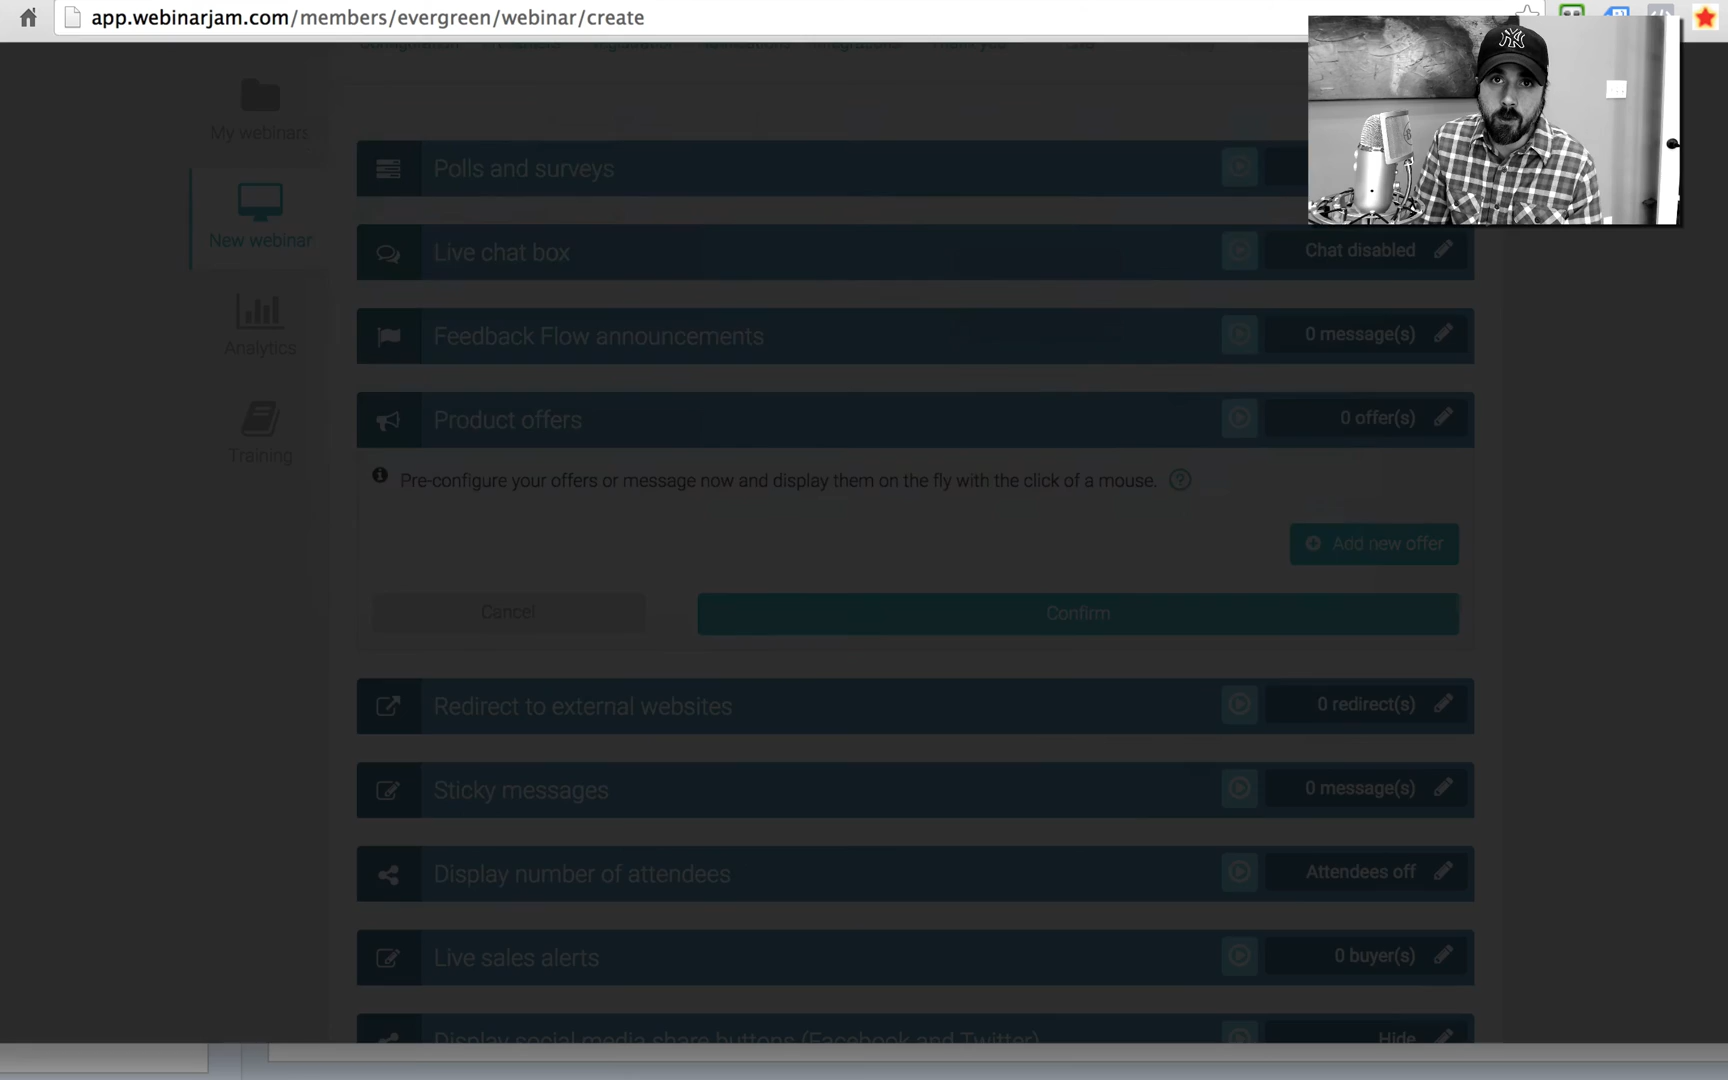 app.webinarjam.com/members/evergreen/webinar/create
My webinars
New webinar
Analytics
Training
Polls and surveys
Live chat box
Chat disabled
Feedback Flow announcements
0 message(s)
Product offers
0 offer(s)
Pre-configure your offers or message now and display them on the fly with the click of a mouse.
Add new offer
Cancel
Confirm
Redirect to external websites
0 redirect(s)
Sticky messages
0 message(s)
Display number of attendees
Attendees off
Live sales alerts
0 buyer(s)
Display social media share buttons (Facebook and Twitter)
Hide